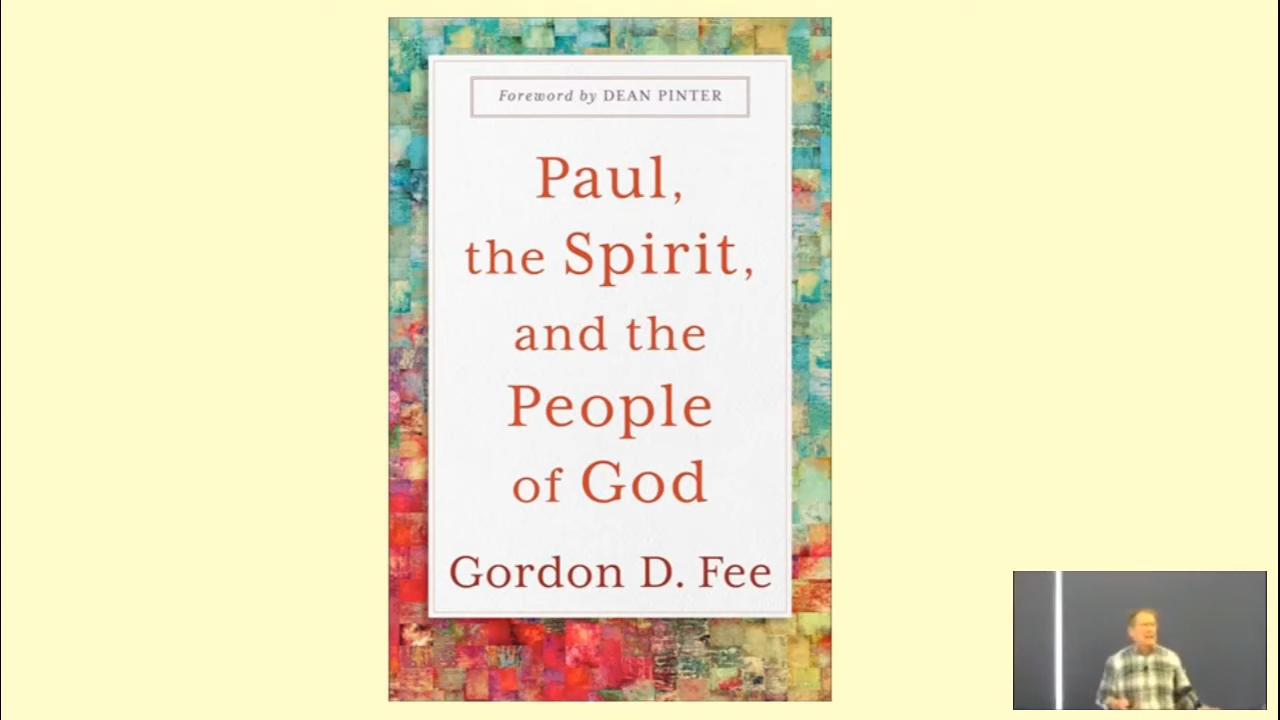 Foreword by DEAN PINTER
Paul,
the Spirit,
and the
People
of God
Gordon D. Fee